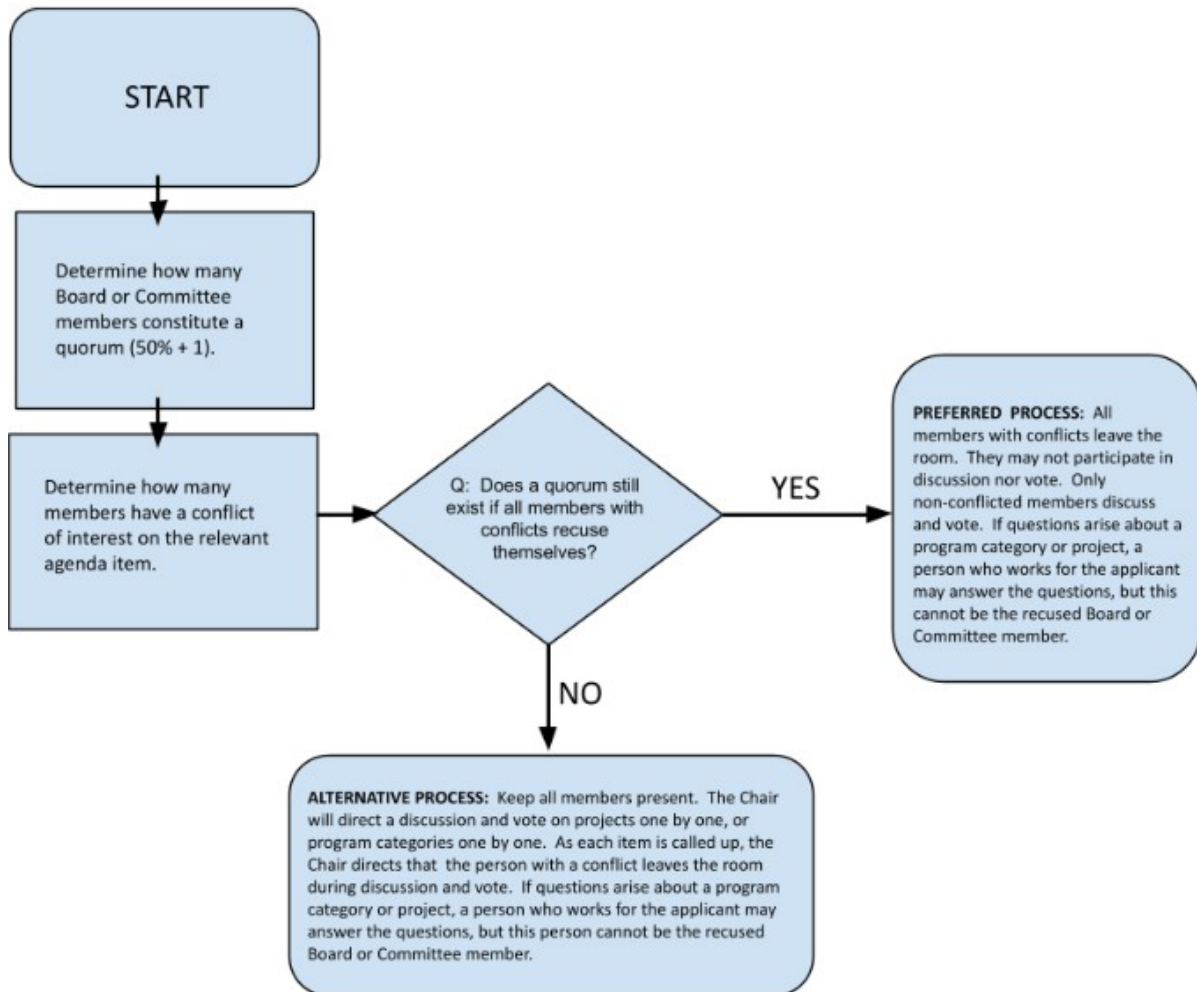 START
Determine how many
Board or Committee
members constitute a
quorum (50% + 1).
Determine how many
members have a conflict
of interest on the relevant
agenda item.
Q:  Does a quorum still
exist if all members with
conflicts recuse
themselves?
YES
PREFERRED  PROCESS:  All
members with conflicts leave the
room.  They may not participate in
discussion nor vote.  Only
non-conflicted members discuss
and vote.  If questions arise about a
program category or project, a
person who works for the applicant
may answer the questions, but this
cannot be the recused Board or
Committee member.
NO
ALTERNATIVE PROCESS:  Keep all members present.  The Chair
will direct a discussion and vote on projects one by one, or
program categories one by one.  As each item is called up, the
Chair directs that  the person with a conflict leaves the room
during discussion and vote.  If questions arise about a program
category or project, a person who works for the applicant may
answer the questions, but this person cannot be the recused
Board or Committee member.